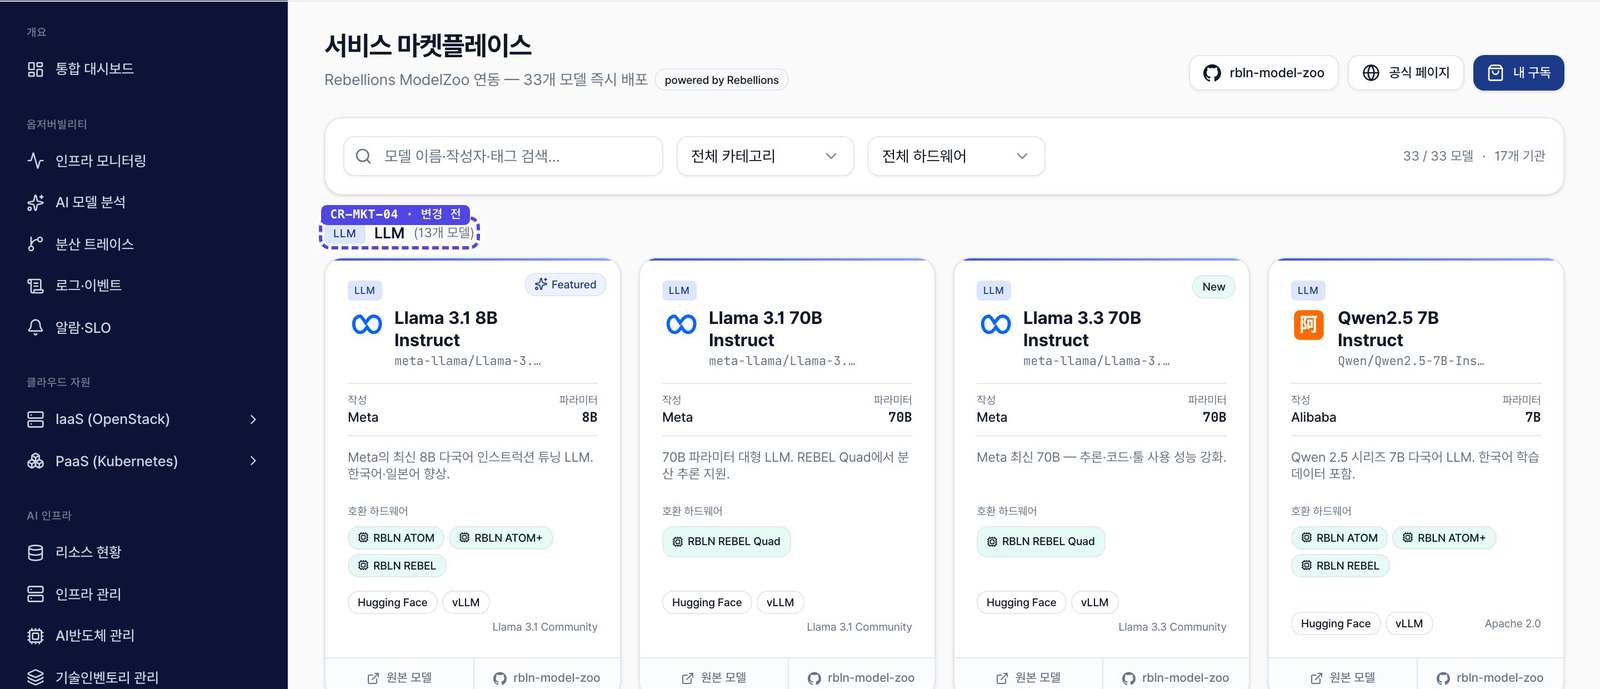 개요
통합 대시보드
옵저버빌리티
인프라 모니터링
AI 모델 분석
분산 트레이스
로그·이벤트
알람·SLO
클라우드 자원
IaaS (OpenStack)
PaaS (Kubernetes)
AI 인프라
리소스 현황
인프라 관리
AI반도체 관리
기술인벤토리 관리
서비스 마켓플레이스
Rebellions ModelZoo 연동 — 33개 모델 즉시 배포 powered by Rebellions
rbln-model-zoo 공식 페이지 내 구독
모델 이름·작성자·태그 검색... 전체 카테고리 전체 하드웨어 33 / 33 모델 · 17개 기관
CR-MKT-04 · 변경 전
LLM LLM (13개 모델)
LLM Featured
Llama 3.1 8B
Instruct
meta-llama/Llama-3.…
작성 파라미터
Meta 8B
Meta의 최신 8B 다국어 인스트럭션 튜닝 LLM.
한국어·일본어 향상.
호환 하드웨어
RBLN ATOM RBLN ATOM+
RBLN REBEL
Hugging Face vLLM
Llama 3.1 Community
원본 모델 rbln-model-zoo
LLM
Llama 3.1 70B
Instruct
meta-llama/Llama-3.…
작성 파라미터
Meta 70B
70B 파라미터 대형 LLM. REBEL Quad에서 분
산 추론 지원.
호환 하드웨어
RBLN REBEL Quad
Hugging Face vLLM
Llama 3.1 Community
원본 모델 rbln-model-zoo
LLM New
Llama 3.3 70B
Instruct
meta-llama/Llama-3.…
작성 파라미터
Meta 70B
Meta 최신 70B — 추론·코드·툴 사용 성능 강화.
호환 하드웨어
RBLN REBEL Quad
Hugging Face vLLM
Llama 3.3 Community
원본 모델 rbln-model-zoo
LLM
阿 Qwen2.5 7B
Instruct
Qwen/Qwen2.5-7B-Ins…
작성 파라미터
Alibaba 7B
Qwen 2.5 시리즈 7B 다국어 LLM. 한국어 학습
데이터 포함.
호환 하드웨어
RBLN ATOM RBLN ATOM+
RBLN REBEL
Hugging Face vLLM Apache 2.0
원본 모델 rbln-model-zoo